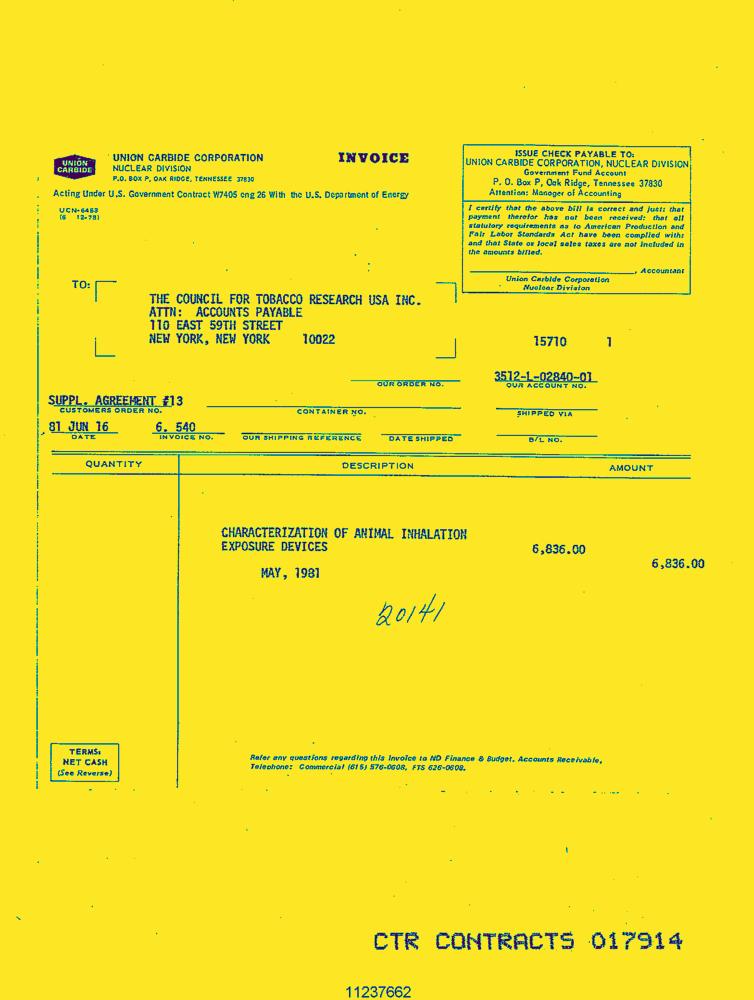 UNION CARBIDE
UNION CARBIDE CORPORATION
NUCLEAR DIVISION
P.O. BOX P, OAK RIDGE, TENNESSEE 37830
INVOICE
Acting Under U.S. Government Contract W7405 eng 26 With the U.S. Department of Energy
UCN-6453
(6 12-78)
ISSUE CHECK PAYABLE TO:
UNION CARBIDE CORPORATION, NUCLEAR DIVISION
Government Fund Account
P. O. Box P, Oak Ridge, Tennessee 37830
Attention: Manager of Accounting
I certify that the above bill is correct and just; that
payment therefor has not been received; that all
statutory requirements as to American Production and
Fair Labor Standards Act have been complied with;
and that State or local sales taxes are not included in
the amounts billed.
, Accountant
Union Carbide Corporation
Nuclear Division
TO:
THE COUNCIL FOR TOBACCO RESEARCH USA INC.
ATTN: ACCOUNTS PAYABLE
110 EAST 59TH STREET
NEW YORK, NEW YORK 10022
15710 1
OUR ORDER NO.
3512-L-02840-01
OUR ACCOUNT NO.
SUPPL. AGREEMENT #13
CUSTOMERS ORDER NO.
CONTAINER NO.
SHIPPED VIA
81 JUN 16 6. 540
DATE INVOICE NO. OUR SHIPPING REFERENCE DATE SHIPPED B/L NO.
QUANTITY DESCRIPTION AMOUNT
CHARACTERIZATION OF ANIMAL INHALATION
EXPOSURE DEVICES 6,836.00
6,836.00
MAY, 1981
20141
TERMS:
NET CASH
(See Reverse)
Refer any questions regarding this Invoice to ND Finance & Budget, Accounts Receivable,
Telephone: Commercial (615) 576-0608, FTS 626-0608.
CTR CONTRACTS 017914
11237662